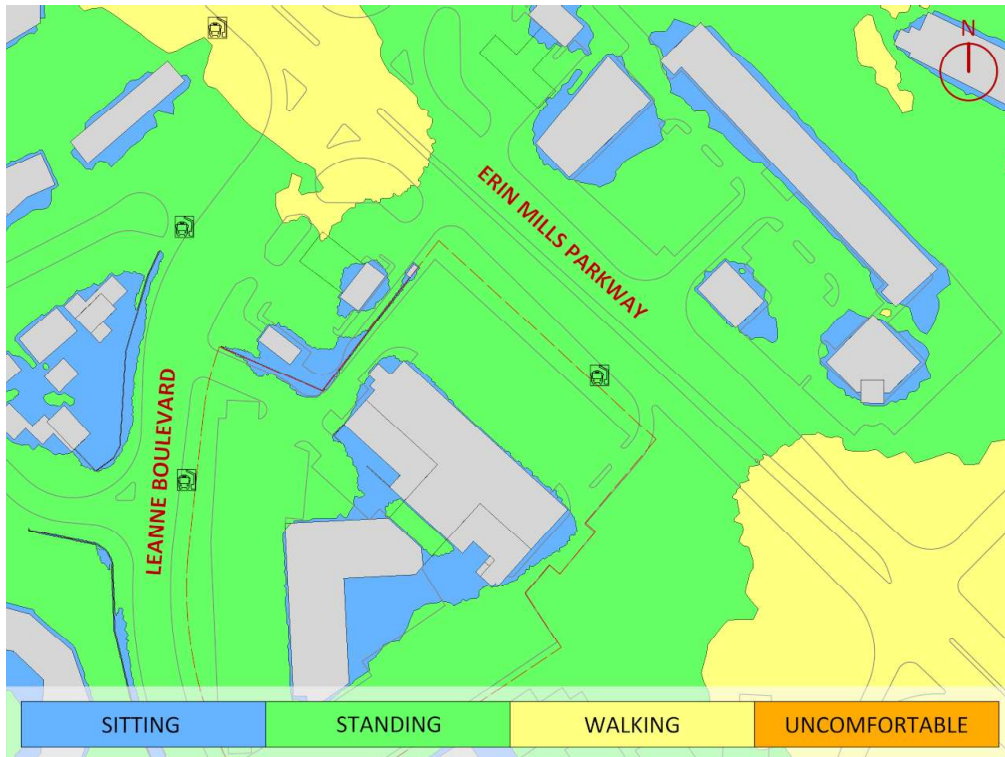 N
ERIN MILLS PARKWAY
LEANNE BOULEVARD
SITTING
STANDING
WALKING
UNCOMFORTABLE